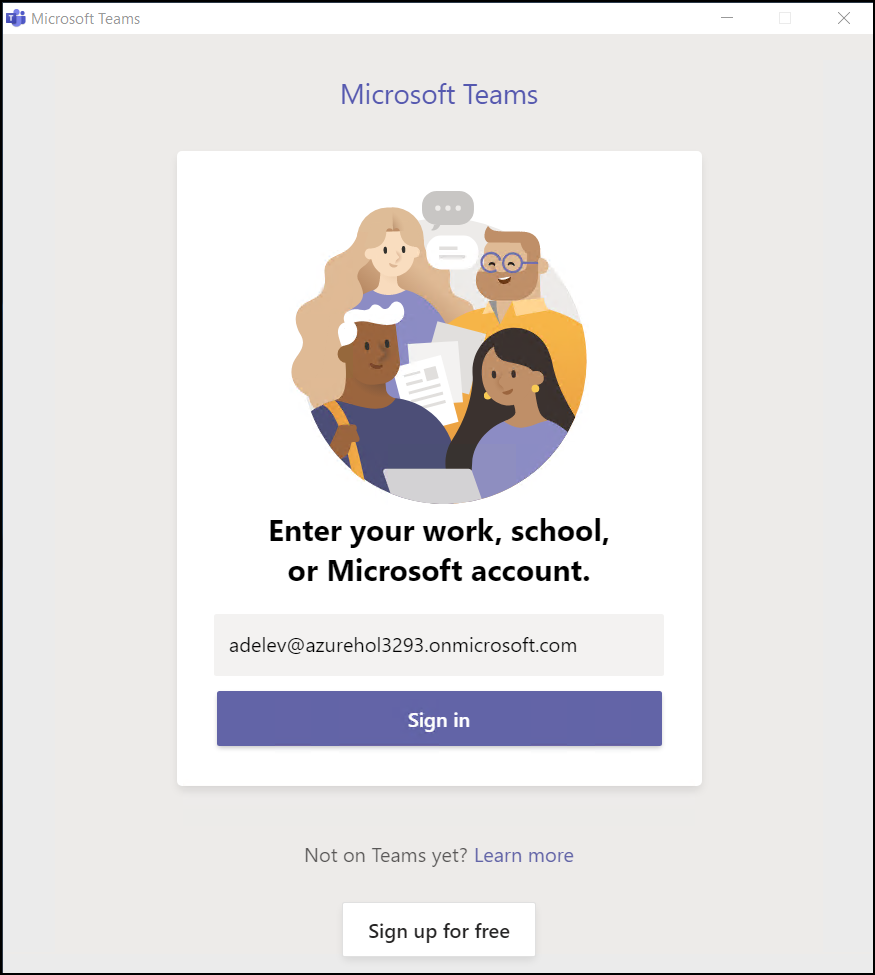 Microsoft Teams
Microsoft Teams
Enter your work, school,
or Microsoft account.
adelev@azurehol3293.onmicrosoft.com
Sign in
Not on Teams yet? Learn more
Sign up for free